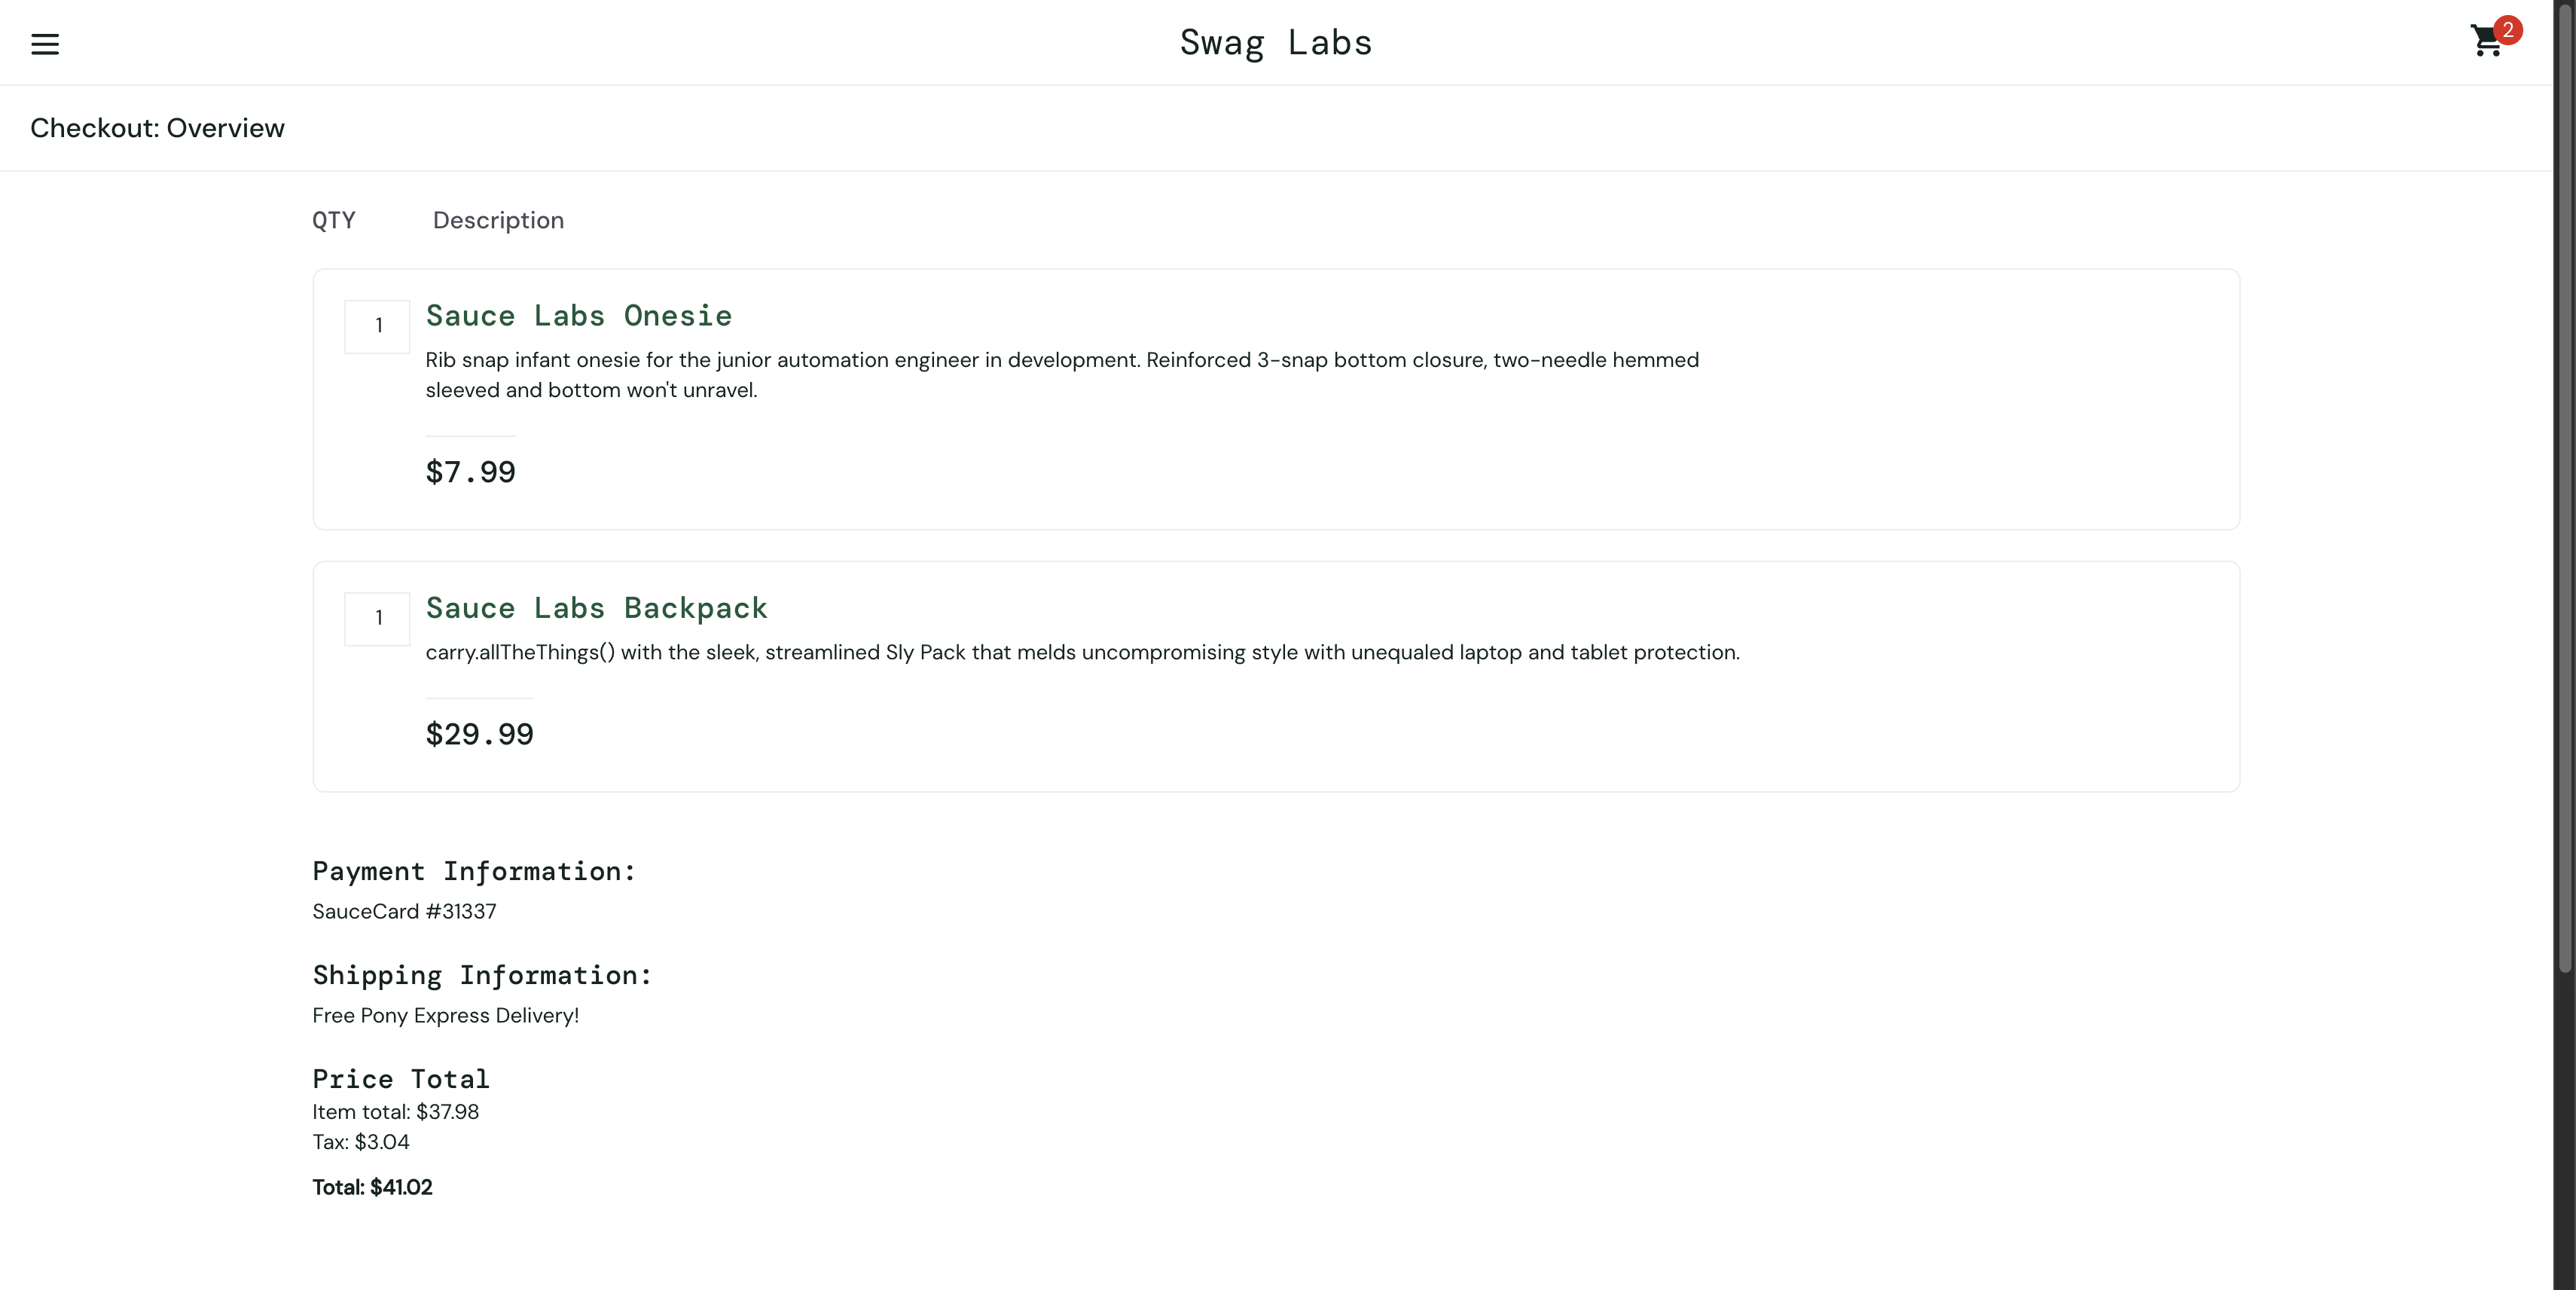 Swag Labs
2
Checkout: Overview
QTY Description
1
Sauce Labs Onesie
Rib snap infant onesie for the junior automation engineer in development. Reinforced 3-snap bottom closure, two-needle hemmed
sleeved and bottom won't unravel.
$7.99
1
Sauce Labs Backpack
carry.allTheThings() with the sleek, streamlined Sly Pack that melds uncompromising style with unequaled laptop and tablet protection.
$29.99
Payment Information:
SauceCard #31337
Shipping Information:
Free Pony Express Delivery!
Price Total
Item total: $37.98
Tax: $3.04
Total: $41.02